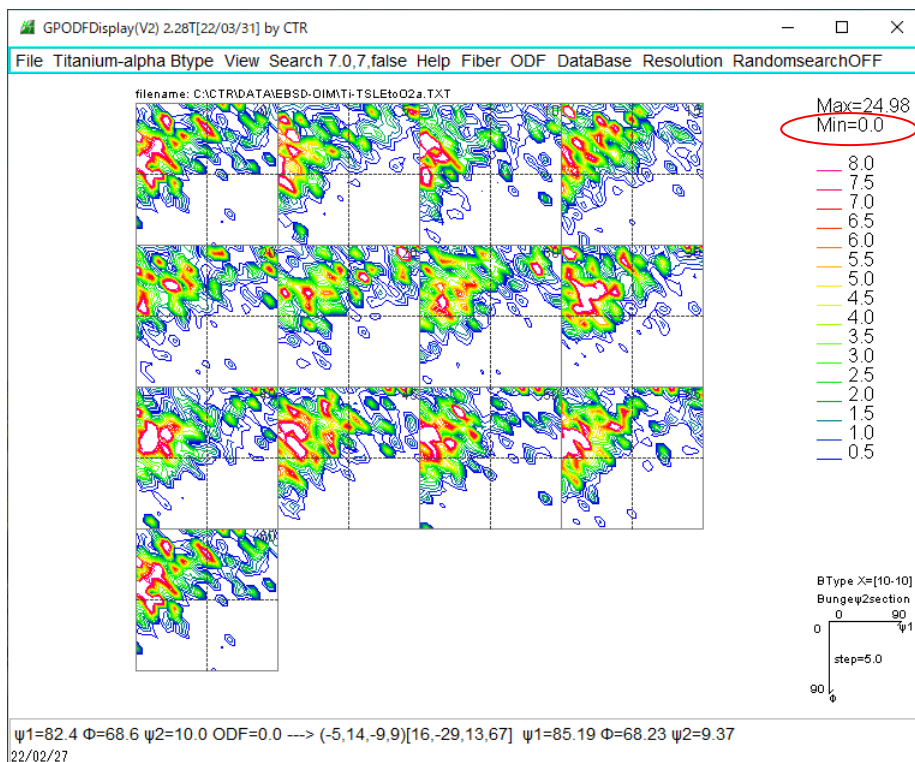 GPODFDisplay(V2) 2.28T[22/03/31] by CTR
File Titanium-alpha Btype View Search 7.0,7,false Help Fiber ODF DataBase Resolution RandomsearchOFF
filename: C:\CTR\DATA\EBSD-OIM\Ti-TSLEtoO2a.TXT
Max=24.98
Min=0.0
8.0
7.5
7.0
6.5
6.0
5.5
5.0
4.5
4.0
3.5
3.0
2.5
2.0
1.5
1.0
0.5
BType X=[10-10]
Bungeψ2section
0 90
0 ψ1
step=5.0
90 Φ
ψ1=82.4 Φ=68.6 ψ2=10.0 ODF=0.0 ---> (-5,14,-9,9)[16,-29,13,67] ψ1=85.19 Φ=68.23 ψ2=9.37
22/02/27